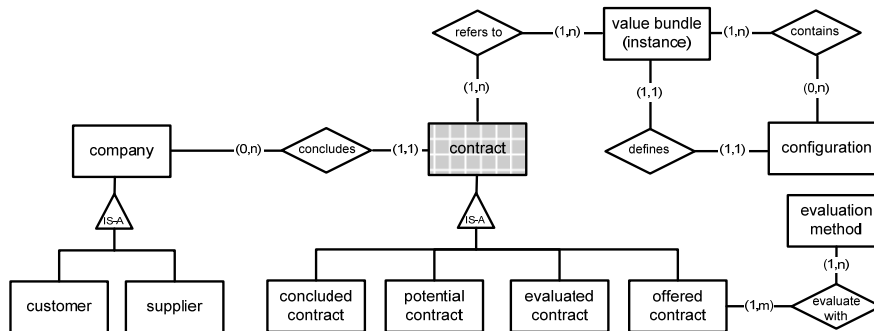 refers to
(1,n)
value bundle
(instance)
(1,n)
contains
(1,n)
(1,1)
(0,n)
company
(0,n)
concludes
(1,1)
contract
defines
(1,1)
configuration
IS-A
IS-A
evaluation
method
(1,n)
customer
supplier
concluded
contract
potential
contract
evaluated
contract
offered
contract
(1,m)
evaluate
with